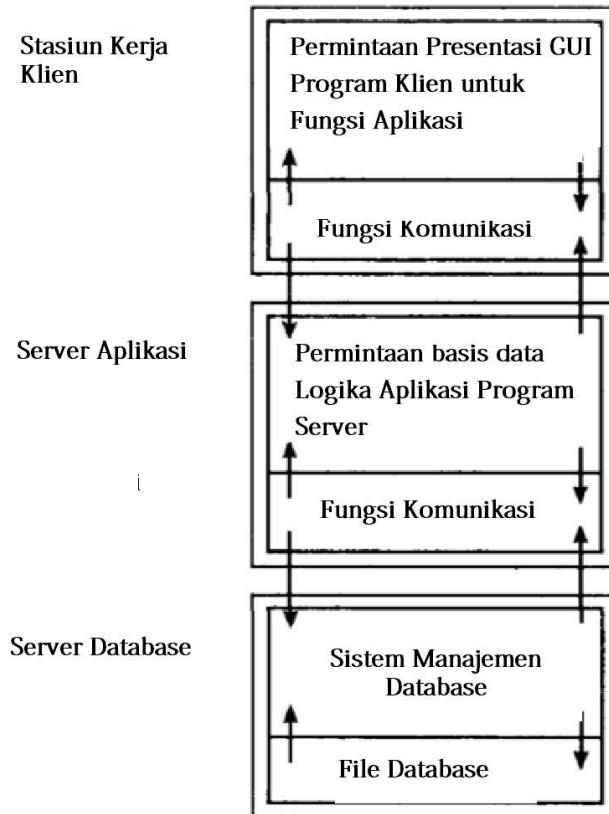 Stasiun Kerja
Klien
Permintaan Presentasi GUI
Program Klien untuk
Fungsi Aplikasi
Fungsi Komunikasi
Server Aplikasi
Permintaan basis data
Logika Aplikasi Program
Server
i
Fungsi Komunikasi
Server Database
Sistem Manajemen
Database
File Database